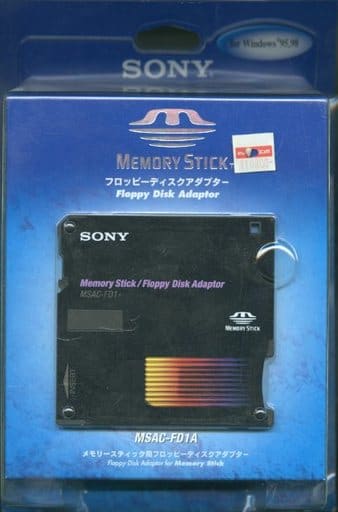 for Windows® 95,98
SONY
MEMORY STICK
フロッピーディスクアダプター
Floppy Disk Adaptor
SONY
Memory Stick/Floppy Disk Adaptor
MSAC-FD1
MEMORY STICK
INSERT
MSAC-FD1A
メモリースティック用フロッピーディスクアダプター
Floppy Disk Adaptor for Memory Stick